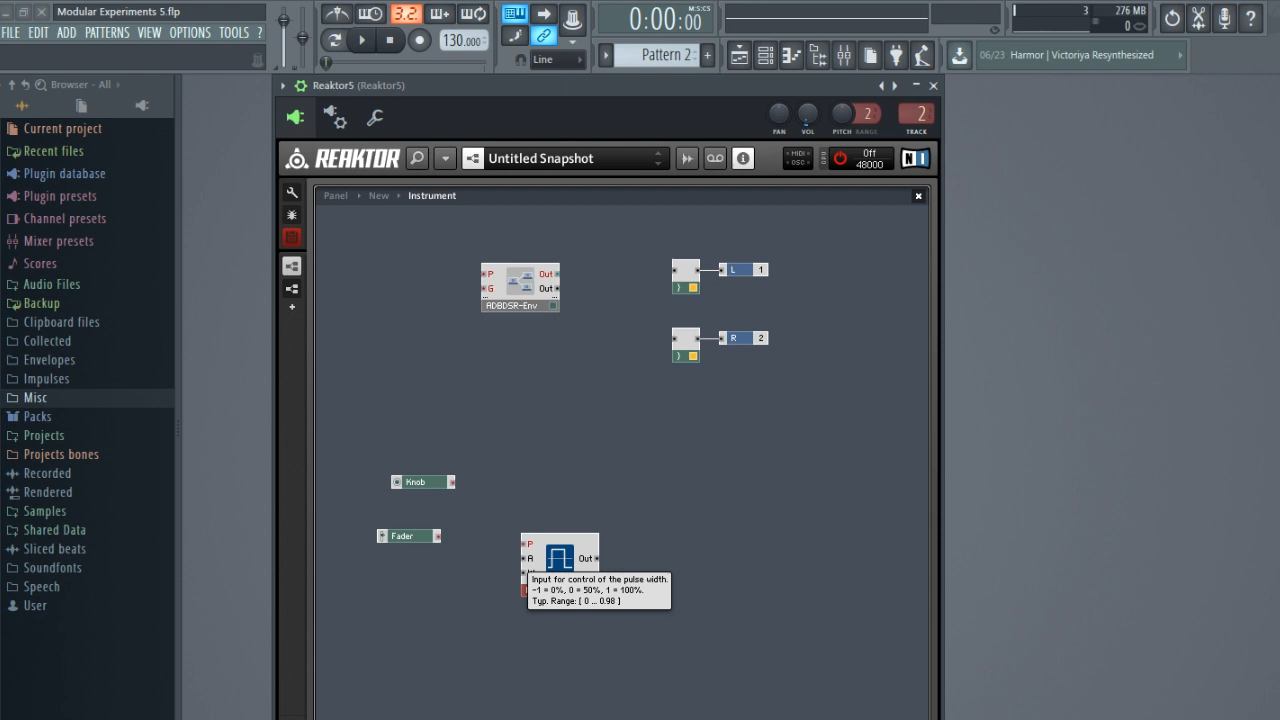 Modular Experiments 5.flp
FILE EDIT ADD PATTERNS VIEW OPTIONS TOOLS ?
3.2.
130.000
0:00:00
M:S:CS
Line
Pattern 2
3
276 MB
0
06/23 Harmor | Victoriya Resynthesized
Browser - All
Current project
Recent files
Plugin database
Plugin presets
Channel presets
Mixer presets
Scores
Audio Files
Backup
Clipboard files
Collected
Envelopes
Impulses
Misc
Packs
Projects
Projects bones
Recorded
Rendered
Samples
Shared Data
Sliced beats
Soundfonts
Speech
User
Reaktor5 (Reaktor5)
PAN VOL PITCH RANGE 2 2 TRACK
REAKTOR
Untitled Snapshot
MIDI
OSC
Off
48000
Panel New Instrument
P Out
G Out
ADBDSR-Env
L 1
R 2
Knob
Fader
P
A Out
Input for control of the pulse width.
-1 = 0%, 0 = 50%, 1 = 100%.
Typ. Range: [ 0 ... 0.98 ]